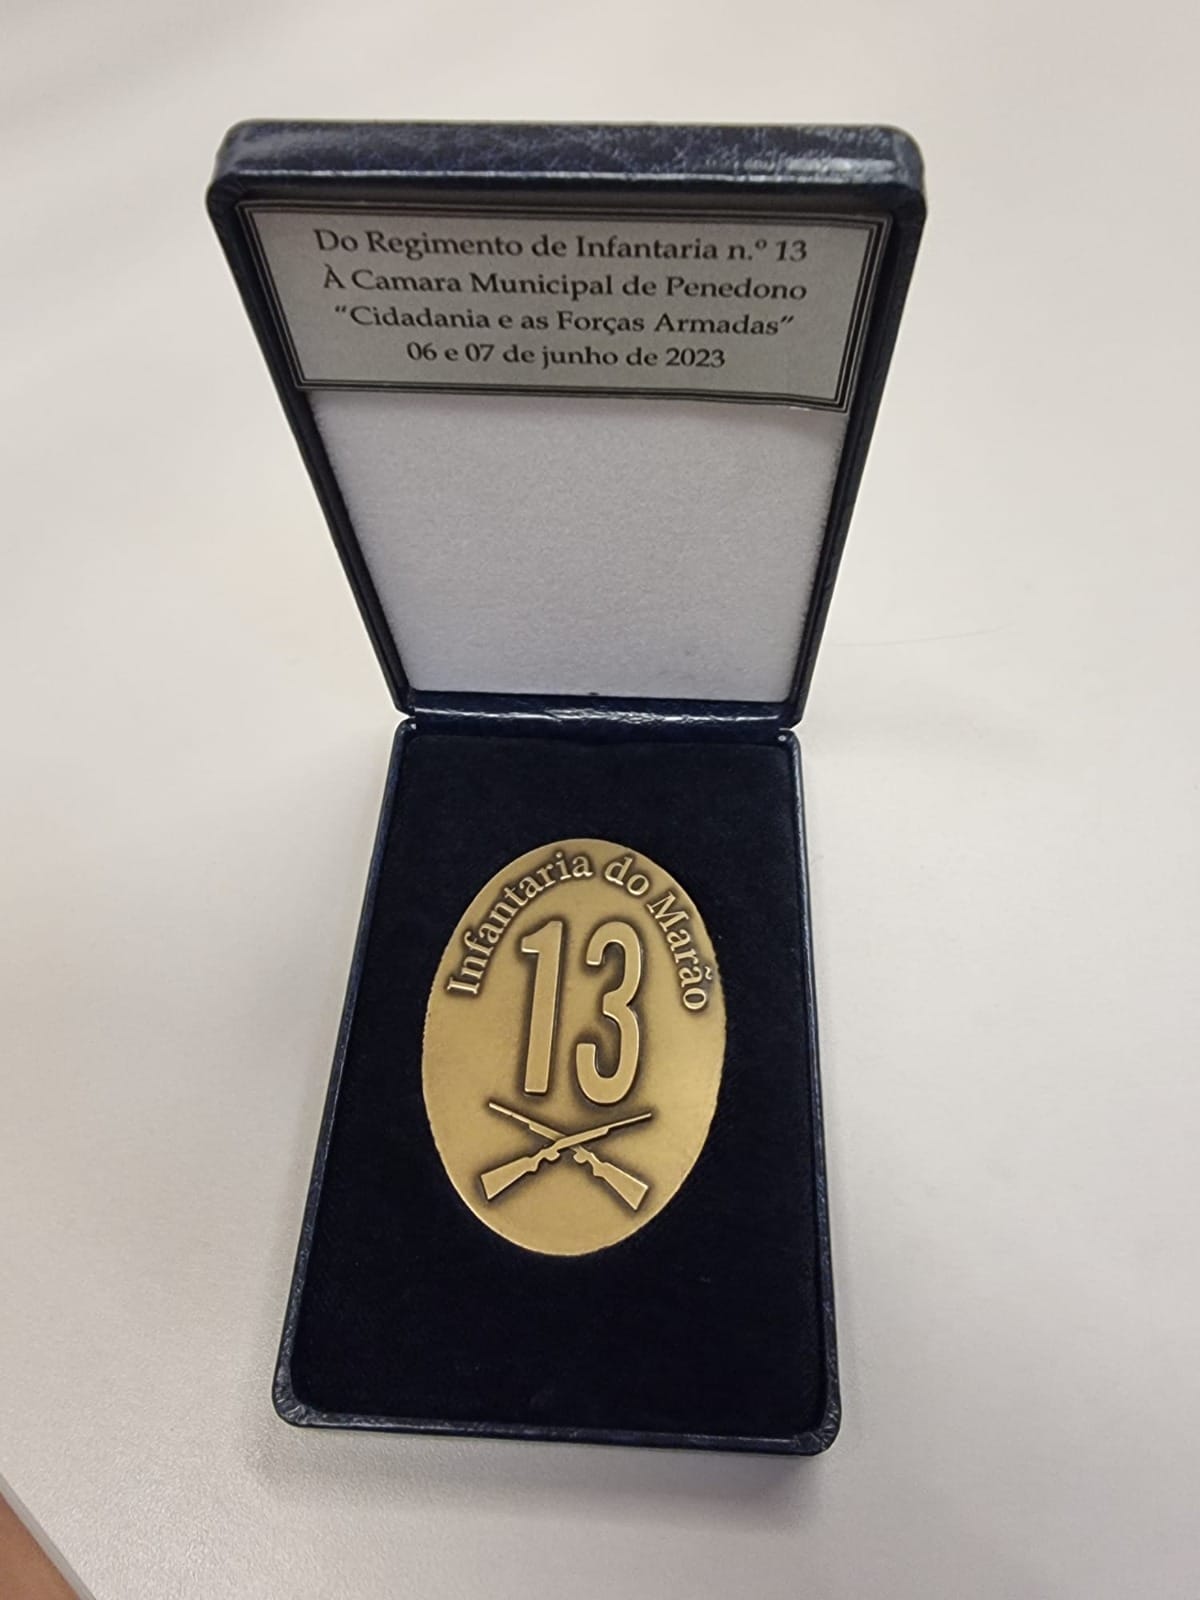 Do Regimento de Infantaria n.º 13
À Camara Municipal de Penedono
“Cidadania e as Forças Armadas”
06 e 07 de junho de 2023
Infantaria do Marão
13